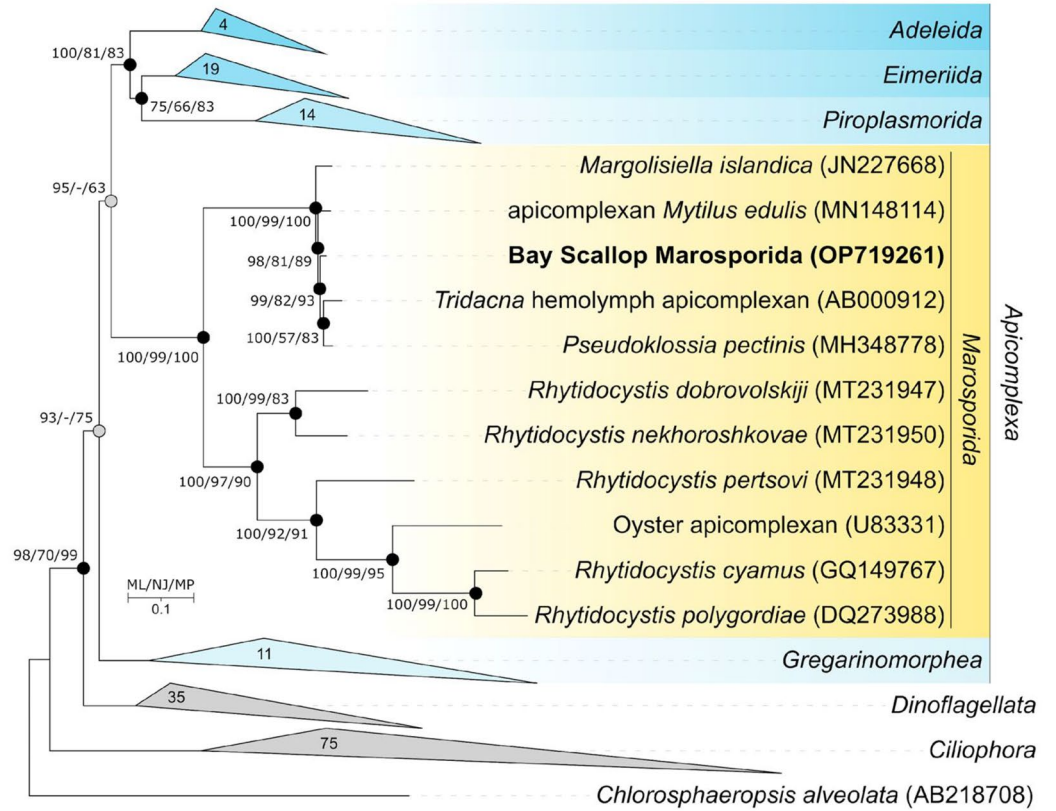 4
Adeleida
100/81/83
19
Eimeriida
75/66/83
14
Piroplasmorida
Margolisiella islandica (JN227668)
95/-/63
100/99/100
apicomplexan Mytilus edulis (MN148114)
98/81/89
Bay Scallop Marosporida (OP719261)
99/82/93
Tridacna hemolymph apicomplexan (AB000912)
100/57/83
Pseudoklossia pectinis (MH348778)
100/99/100
100/99/83
Rhytidocystis dobrovolskiji (MT231947)
93/-/75
Rhytidocystis nekhoroshkovae (MT231950)
100/97/90
Rhytidocystis pertsovi (MT231948)
100/92/91
Oyster apicomplexan (U83331)
98/70/99
100/99/95
Rhytidocystis cyamus (GQ149767)
100/99/100
Rhytidocystis polygordiae (DQ273988)
Marosporida
Apicomplexa
ML/NJ/MP
0.1
11
Gregarinomorphea
35
Dinoflagellata
75
Ciliophora
Chlorosphaeropsis alveolata (AB218708)